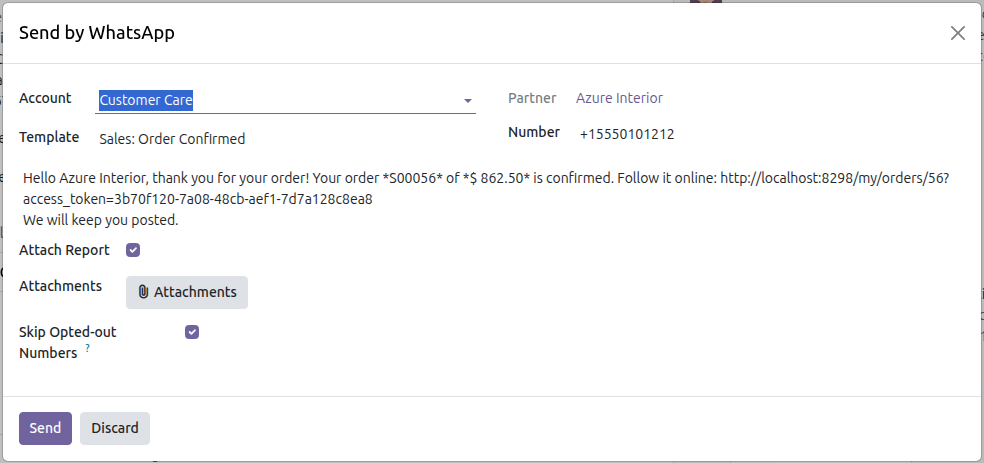 Send by WhatsApp
Account Customer Care
Partner Azure Interior
Template Sales: Order Confirmed
Number +15550101212
Hello Azure Interior, thank you for your order! Your order *S00056* of *$ 862.50* is confirmed. Follow it online: http://localhost:8298/my/orders/56?
access_token=3b70f120-7a08-48cb-aef1-7d7a128c8ea8
We will keep you posted.
Attach Report
Attachments Attachments
Skip Opted-out
Numbers ?
Send Discard